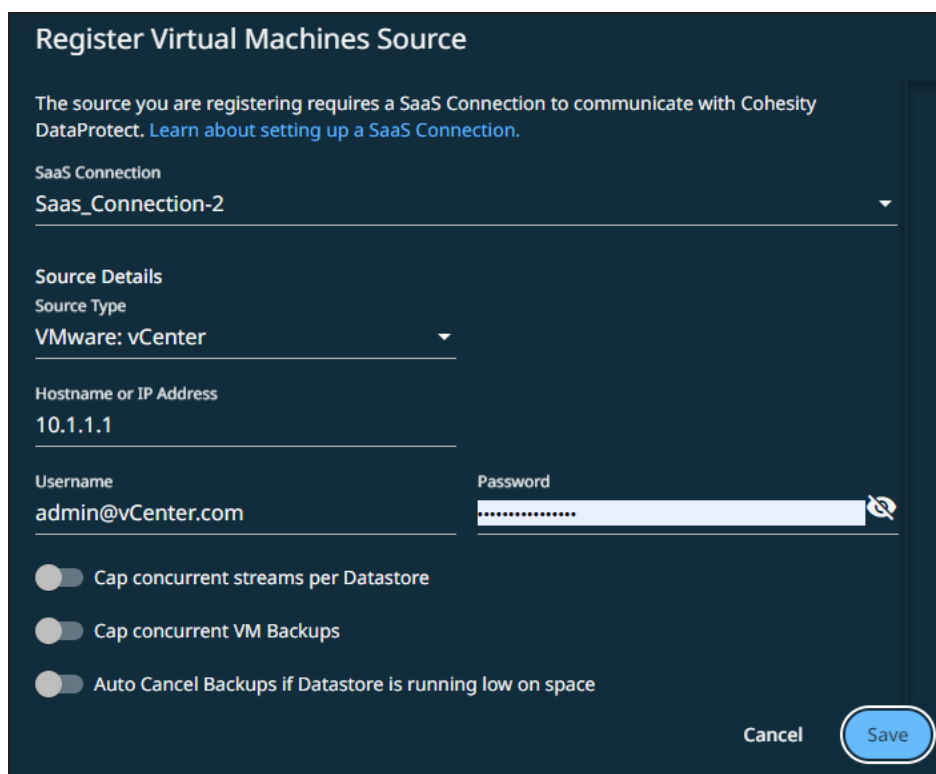 Register Virtual Machines Source
The source you are registering requires a SaaS Connection to communicate with Cohesity
DataProtect. Learn about setting up a SaaS Connection.
SaaS Connection
Saas_Connection-2
Source Details
Source Type
VMware: vCenter
Hostname or IP Address
10.1.1.1
Username
admin@vCenter.com
Password
••••••••••••••••
Cap concurrent streams per Datastore
Cap concurrent VM Backups
Auto Cancel Backups if Datastore is running low on space
Cancel
Save